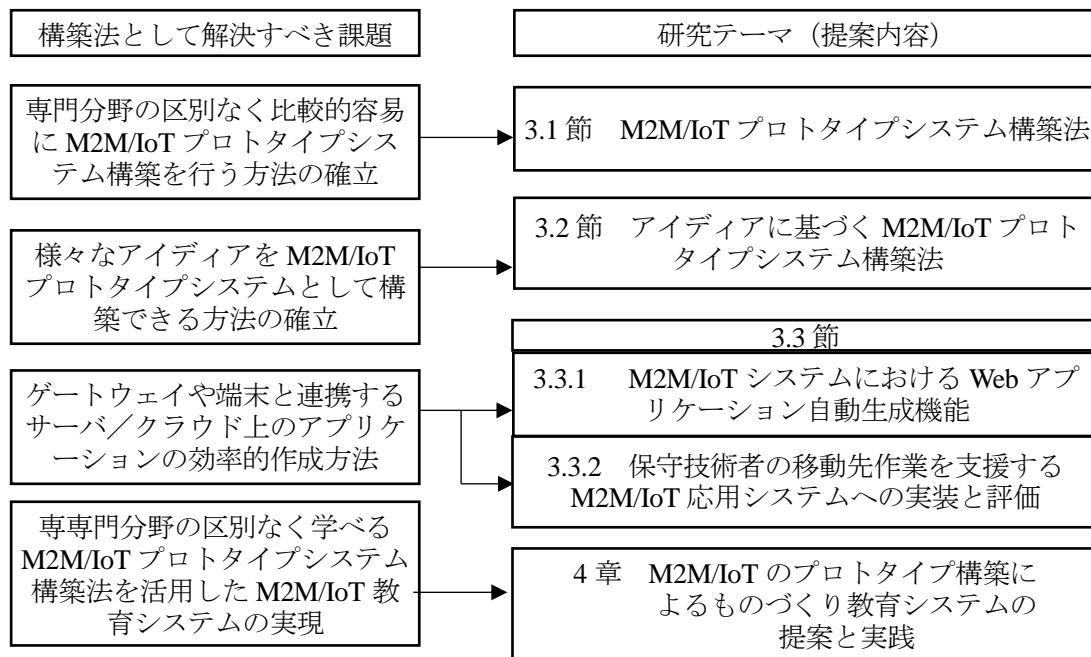 構築法として解決すべき課題
研究テーマ（提案内容）
専門分野の区別なく比較的容易
に M2M/IoT プロトタイプシス
テム構築を行う方法の確立
3.1 節　M2M/IoT プロトタイプシステム構築法
様々なアイディアを M2M/IoT
プロトタイプシステムとして構
築できる方法の確立
3.2 節　アイディアに基づく M2M/IoT プロト
タイプシステム構築法
ゲートウェイや端末と連携する
サーバ／クラウド上のアプリケ
ーションの効率的作成方法
3.3 節
3.3.1　M2M/IoT システムにおける Web アプ
リケーション自動生成機能
3.3.2　保守技術者の移動先作業を支援する
M2M/IoT 応用システムへの実装と評価
専専門分野の区別なく学べる
M2M/IoT プロトタイプシステム
構築法を活用した M2M/IoT 教
育システムの実現
4 章　M2M/IoT のプロトタイプ構築に
よるものづくり教育システムの
提案と実践